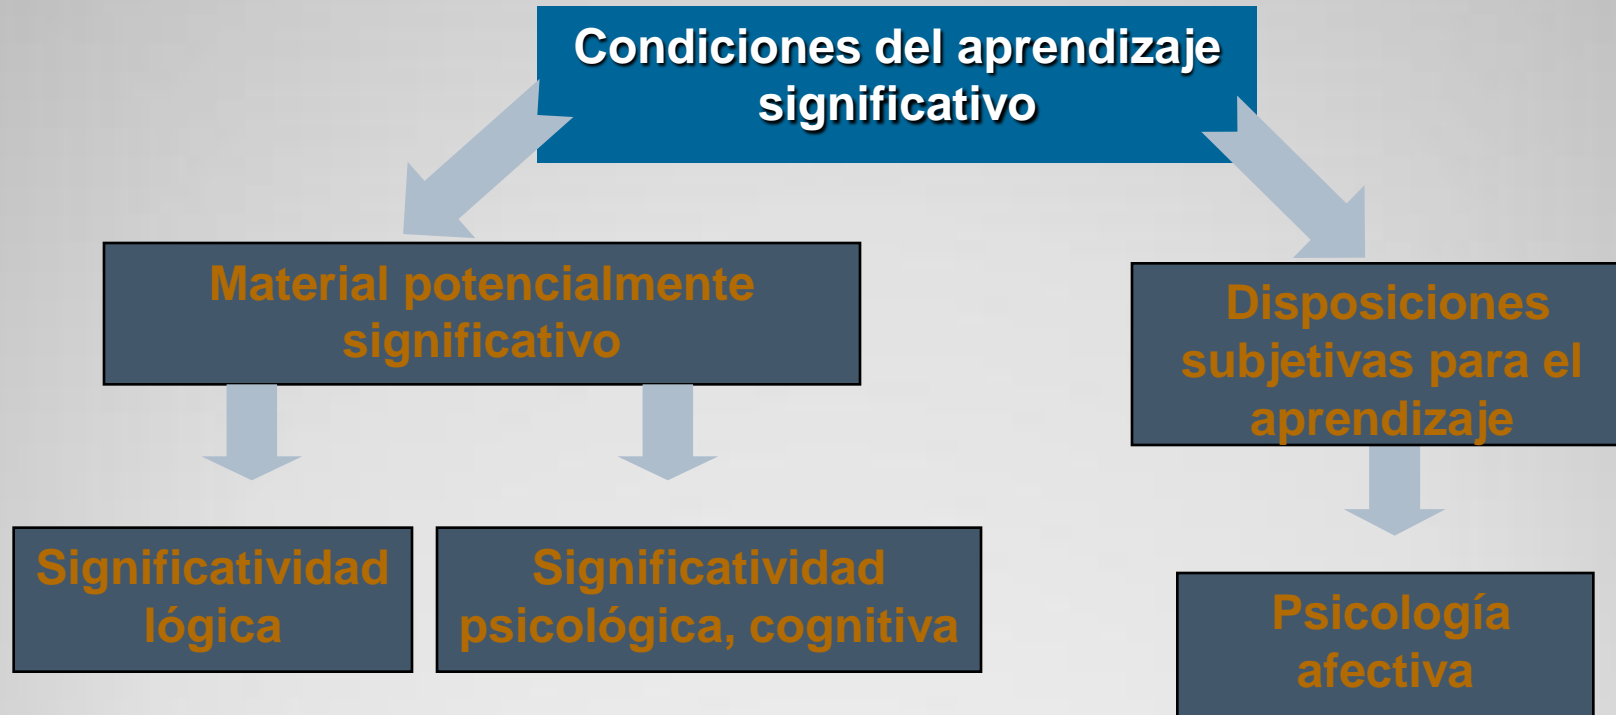 Condiciones del aprendizaje
significativo
Material potencialmente
significativo
Disposiciones
subjetivas para el
aprendizaje
Significatividad
lógica
Significatividad
psicológica, cognitiva
Psicología
afectiva